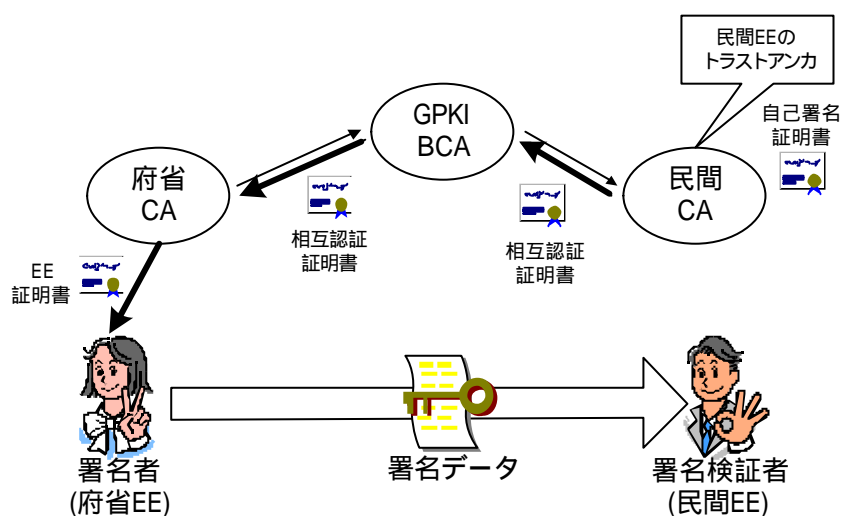 民間EEの
トラストアンカ
GPKI
BCA
自己署名
証明書
府省
CA
民間
CA
相互認証
証明書
相互認証
証明書
EE
証明書
署名者
(府省EE)
署名データ
署名検証者
(民間EE)